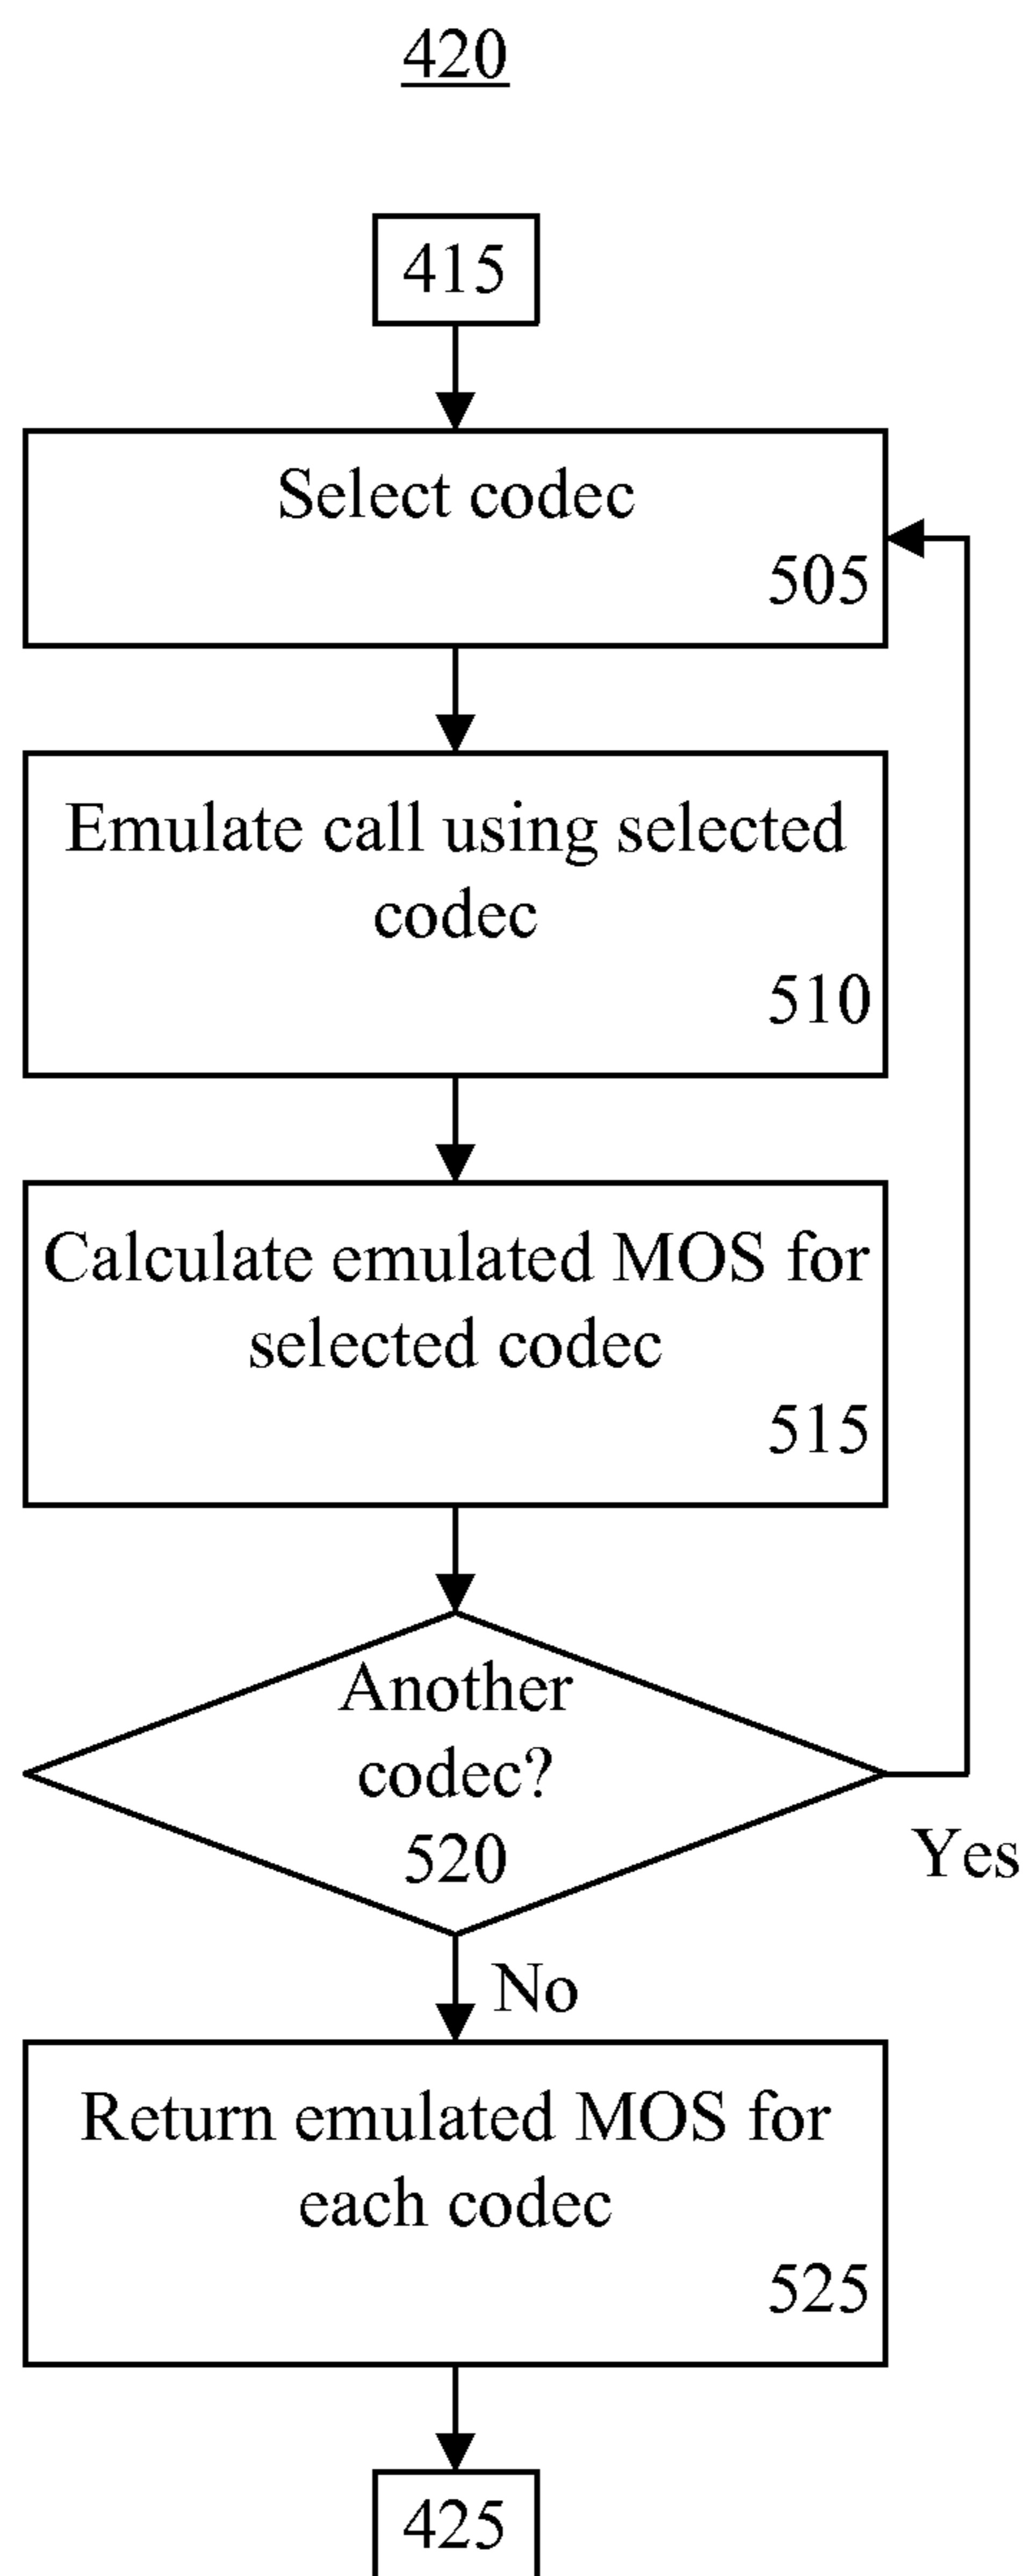 420
415
Select codec
505
Emulate call using selected
codec
510
Calculate emulated MOS for
selected codec
515
Another
codec?
520
Yes
No
Return emulated MOS for
each codec
525
425